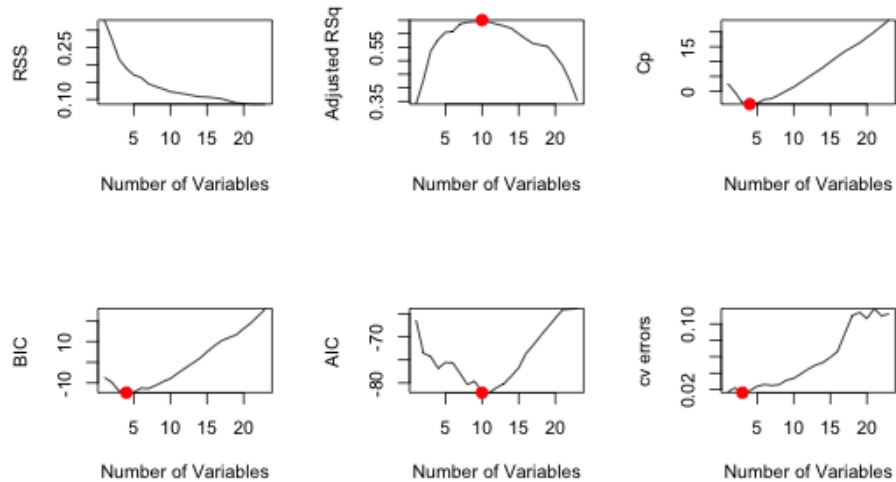 RSS
0.25
0.10
5 10 15 20
Number of Variables
Adjusted RSq
0.55
0.35
5 10 15 20
Number of Variables
Cp
15
0
5 10 15 20
Number of Variables
BIC
10
-10
5 10 15 20
Number of Variables
AIC
-70
-80
5 10 15 20
Number of Variables
cv errors
0.10
0.02
5 10 15 20
Number of Variables